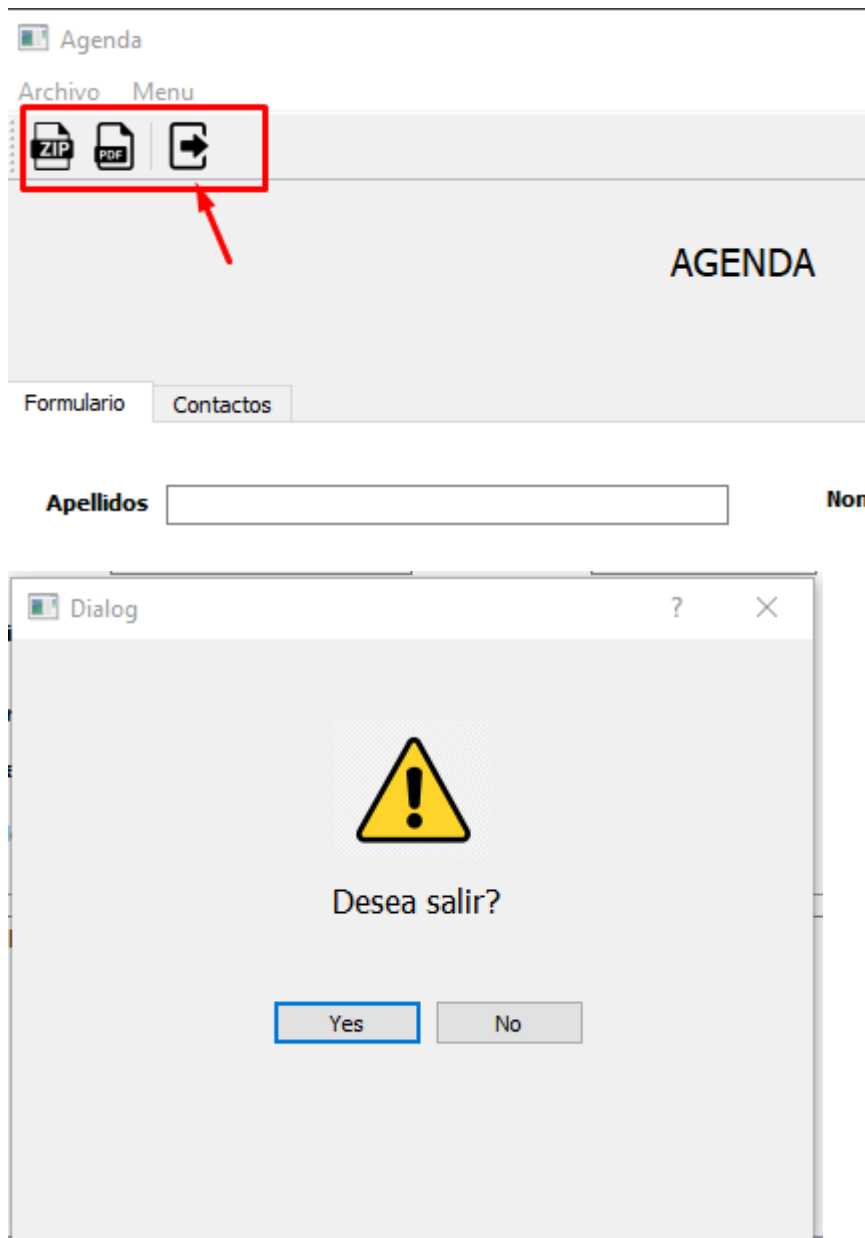 Agenda
Archivo Menu
ZIP PDF
AGENDA
Formulario Contactos
Apellidos
Dialog ?
Desea salir?
Yes No